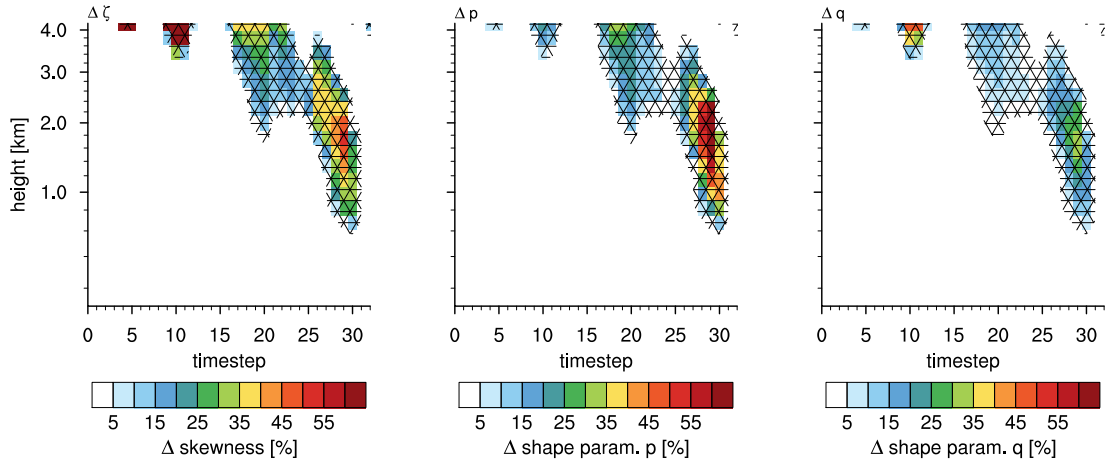 Δ ζ
Δ p
Δ q
4.0
3.0
2.0
1.0
height [km]
0 5 10 15 20 25 30
0 5 10 15 20 25 30
0 5 10 15 20 25 30
timestep
timestep
timestep
5 15 25 35 45 55
5 15 25 35 45 55
5 15 25 35 45 55
Δ skewness [%]
Δ shape param. p [%]
Δ shape param. q [%]